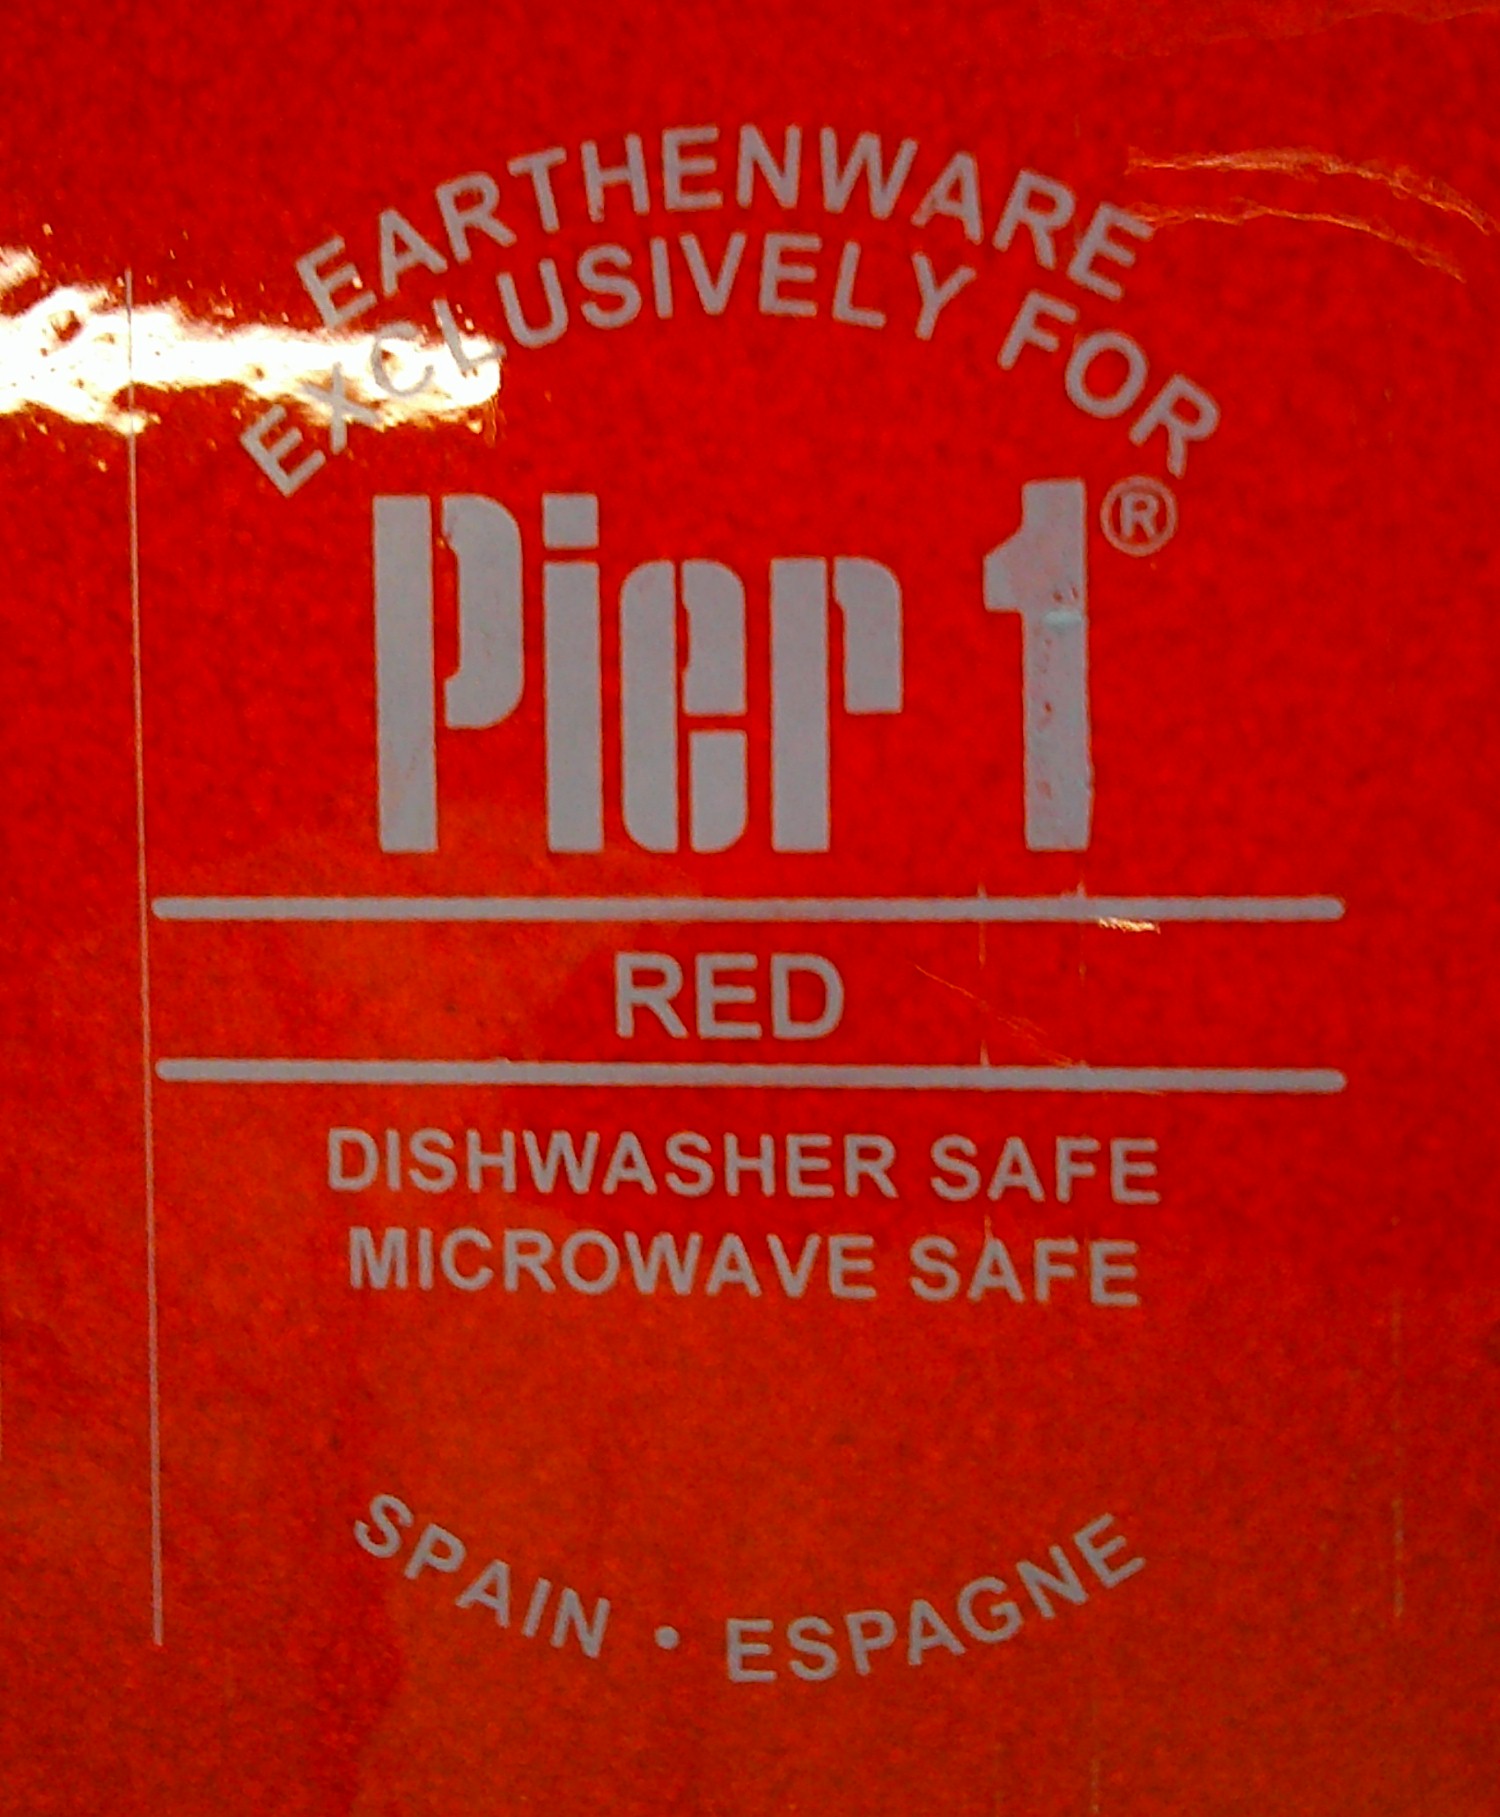 EARTHENWARE
EXCLUSIVELY FOR
Pier 1®
RED
DISHWASHER SAFE
MICROWAVE SAFE
SPAIN • ESPAGNE